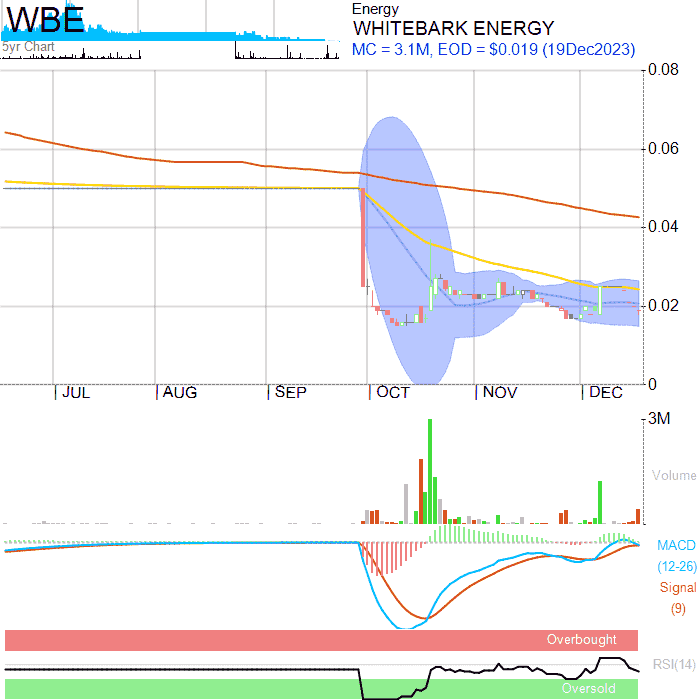 WBE
5yr Chart
Energy
WHITEBARK ENERGY
MC = 3.1M, EOD = $0.019 (19Dec2023)
0.08
0.06
0.04
0.02
0
JUL AUG SEP OCT NOV DEC
3M
Volume
MACD
(12-26)
Signal
(9)
Overbought
RSI(14)
Oversold